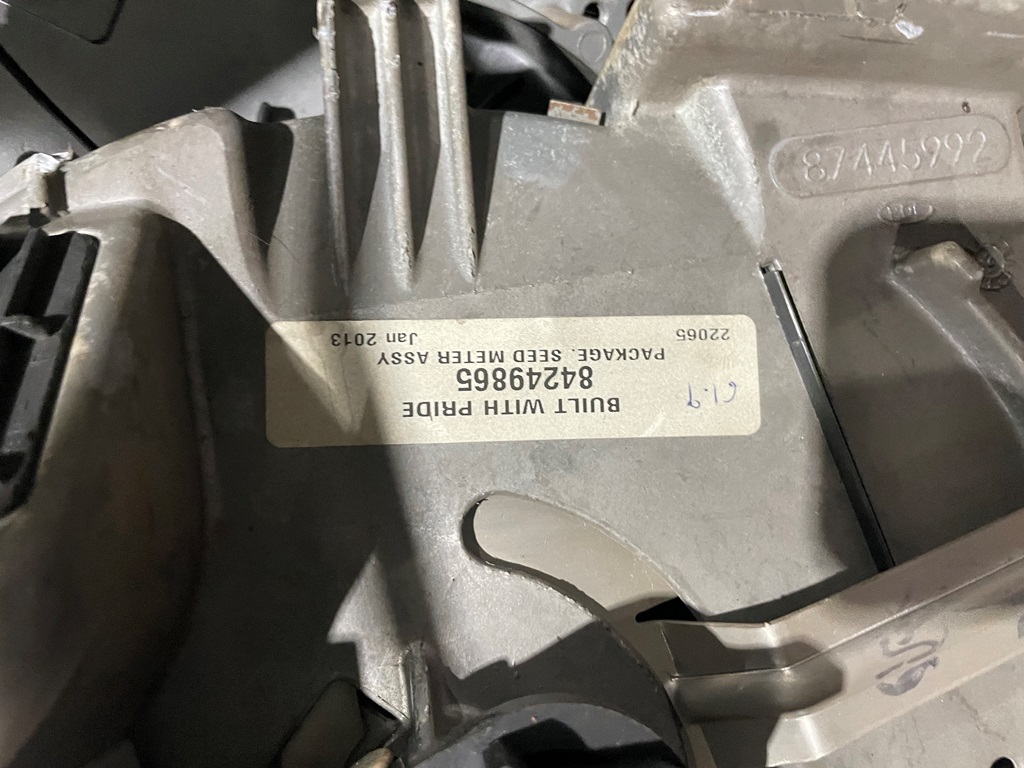 87445992
BUILT WITH PRIDE
84249865
PACKAGE. SEED METER ASSY
22065 Jan 2013